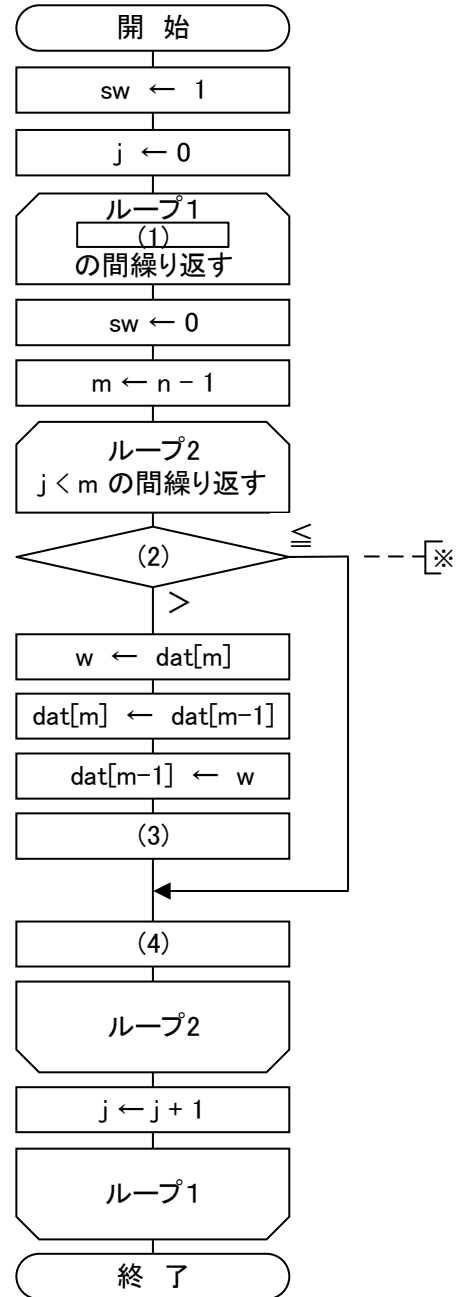 開 始
sw ← 1
j ← 0
ループ1
(1)
の間繰り返す
sw ← 0
m ← n - 1
ループ2
j < m の間繰り返す
(2)
≦
※
>
w ← dat[m]
dat[m] ← dat[m-1]
dat[m-1] ← w
(3)
(4)
ループ2
j ← j + 1
ループ1
終 了